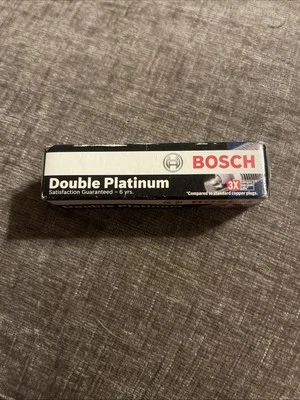 BOSCH
Double Platinum
Satisfaction Guaranteed – 6 yrs.
3X
*Compared to standard copper plugs.